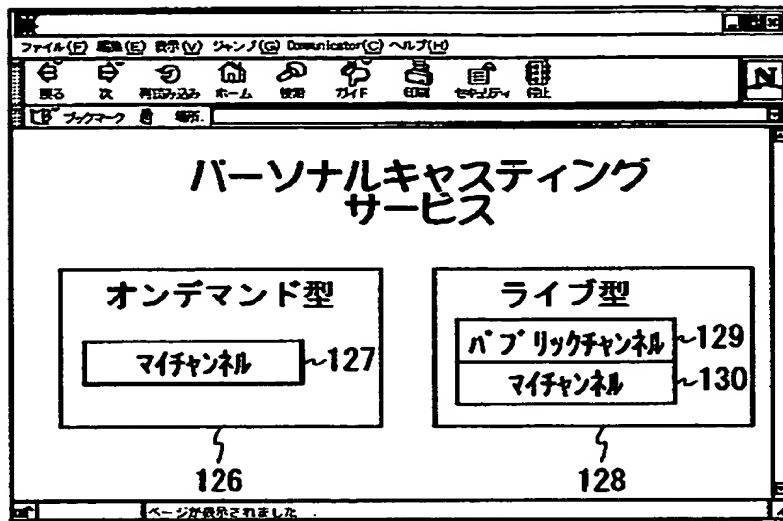 ファイル(F) 編集(E) 表示(V) ジャンプ(G) Communicator(C) ヘルプ(H)
戻る 次 再読み込み ホーム 検索 ガイド 印刷 セキュリティ 停止
N
ブックマーク 場所:
パーソナルキャスティング
サービス
オンデマンド型
マイチャンネル 127
126
ライブ型
パブリックチャンネル 129
マイチャンネル 130
128
ページが表示されました